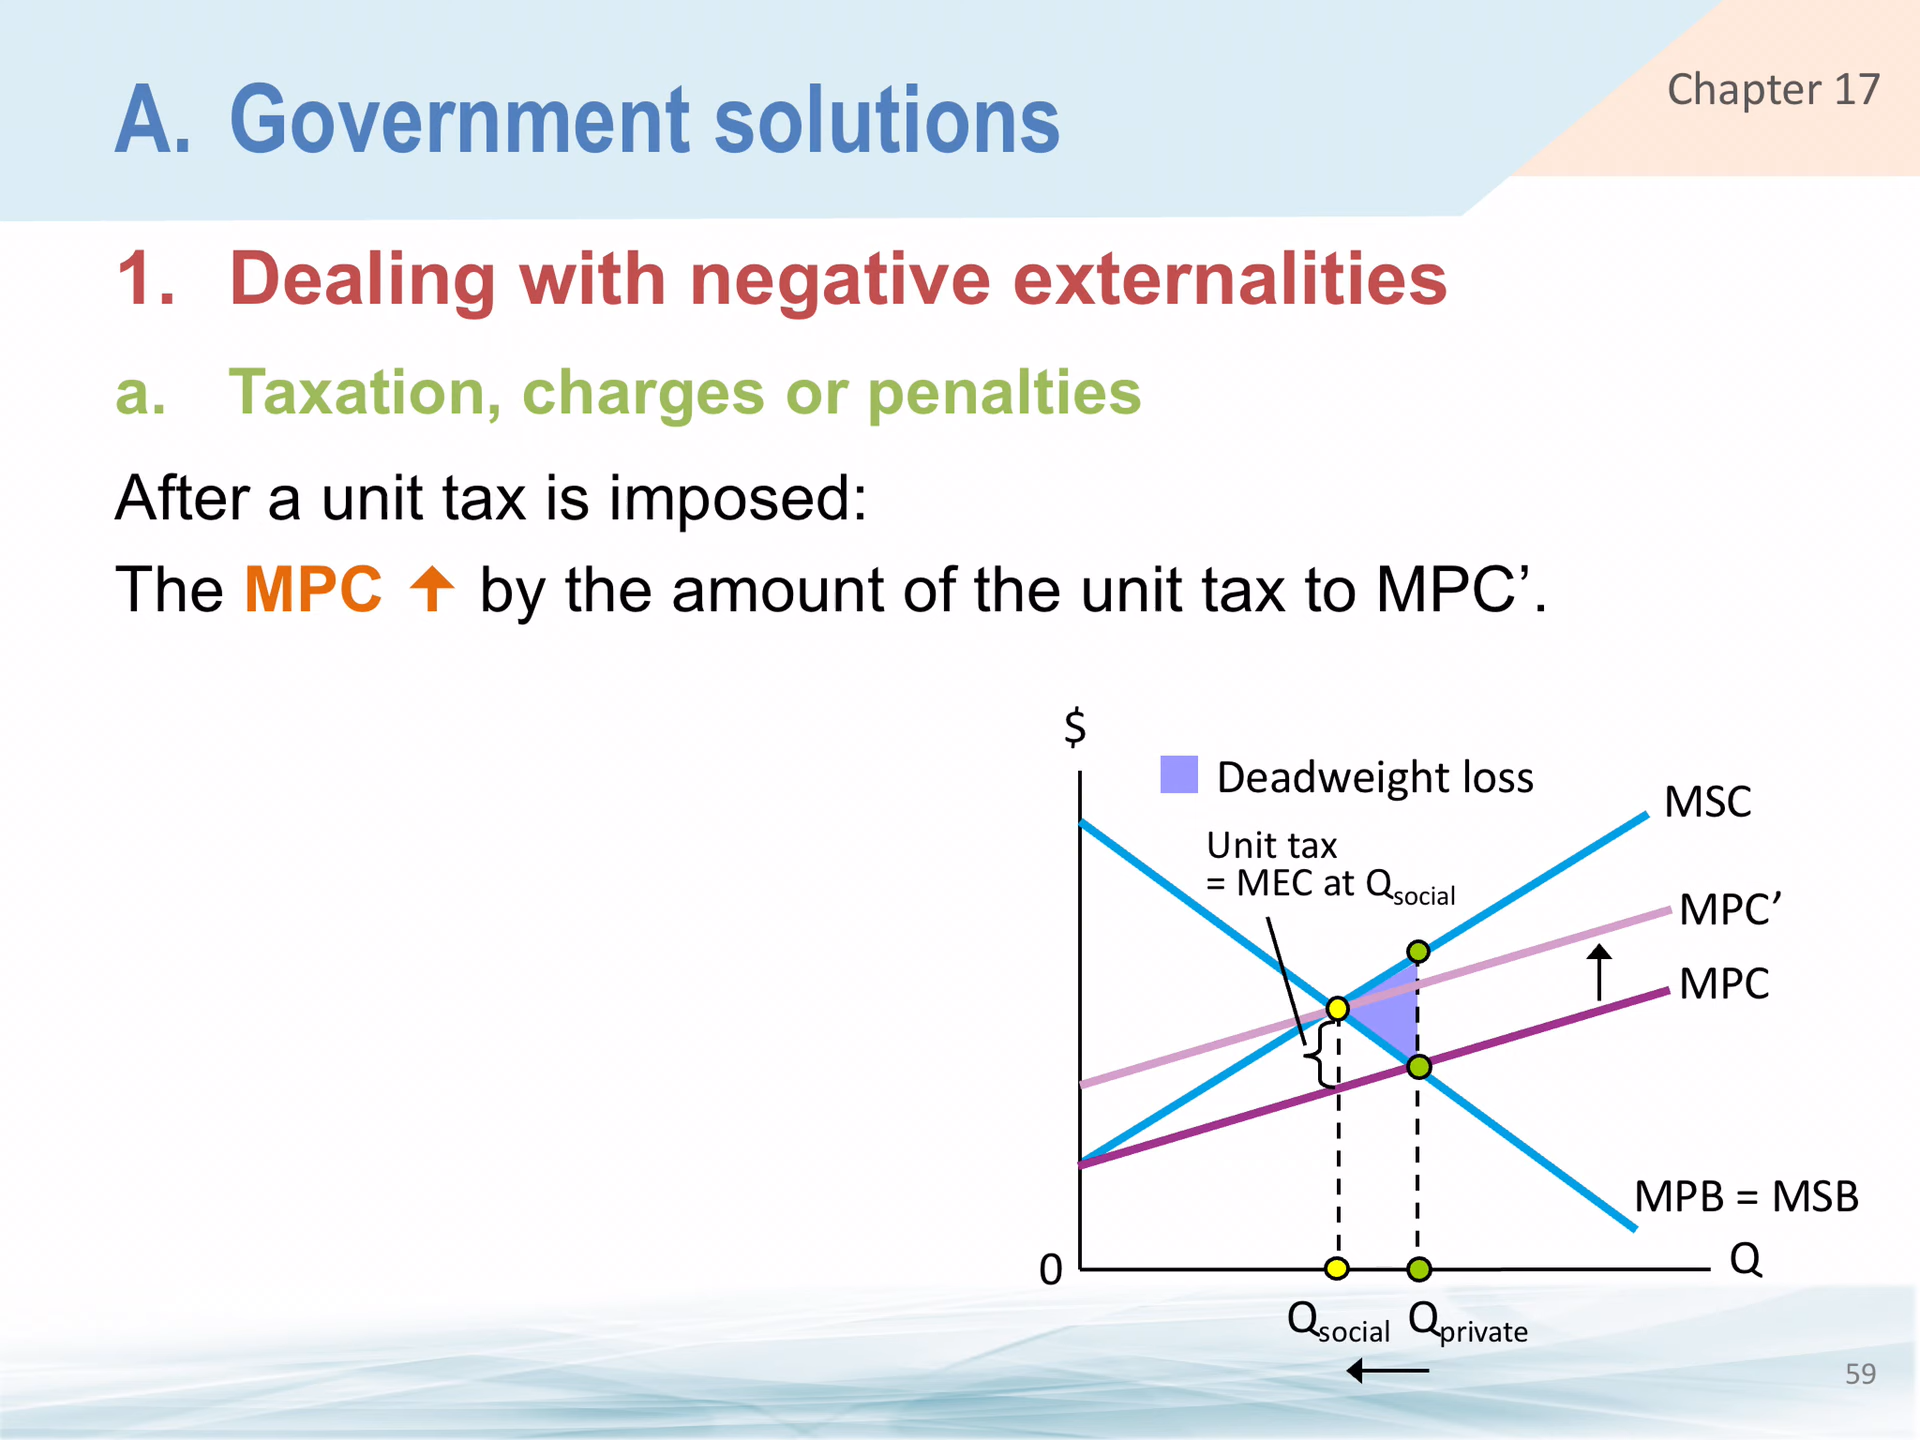 Chapter 17
A. Government solutions
1. Dealing with negative externalities
a. Taxation, charges or penalties
After a unit tax is imposed:
The MPC ↑ by the amount of the unit tax to MPC’.
$
Deadweight loss
MSC
Unit tax
= MEC at Qsocial
MPC’
MPC
MPB = MSB
0
Q
Qsocial Qprivate
59